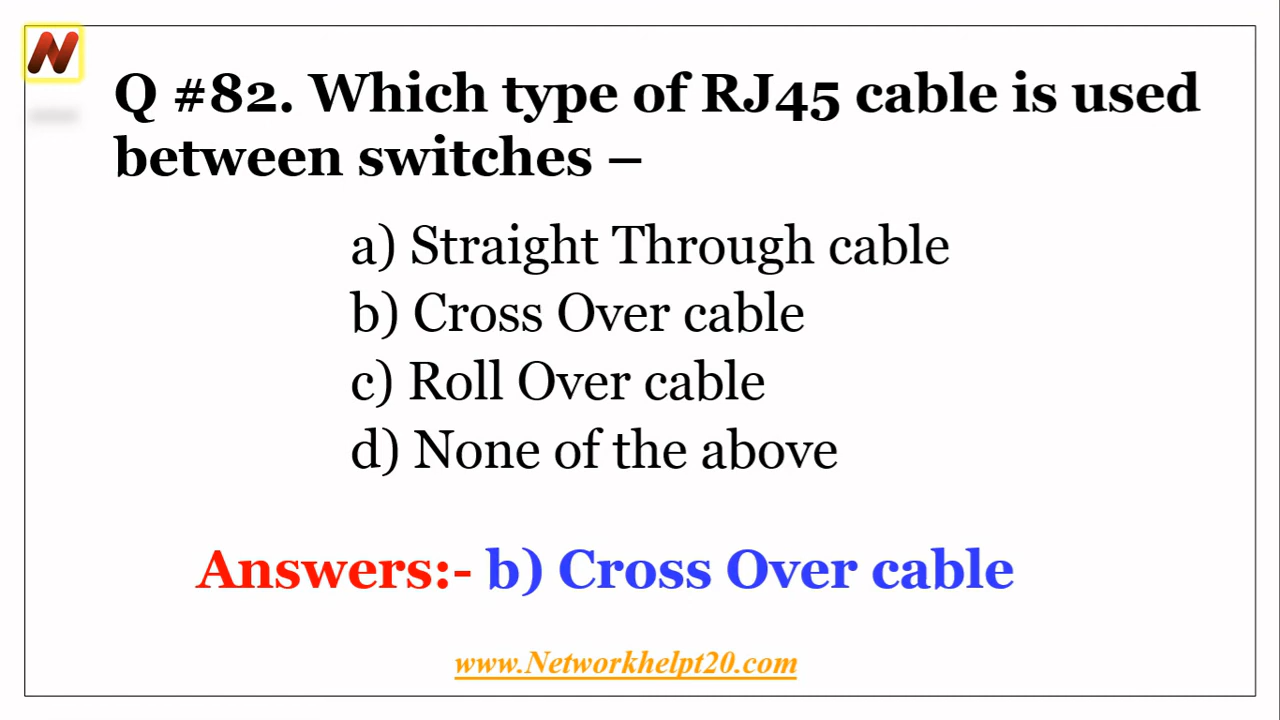 Q #82. Which type of RJ45 cable is used
between switches –
a) Straight Through cable
b) Cross Over cable
c) Roll Over cable
d) None of the above
Answers:- b) Cross Over cable
www.Networkhelpt20.com